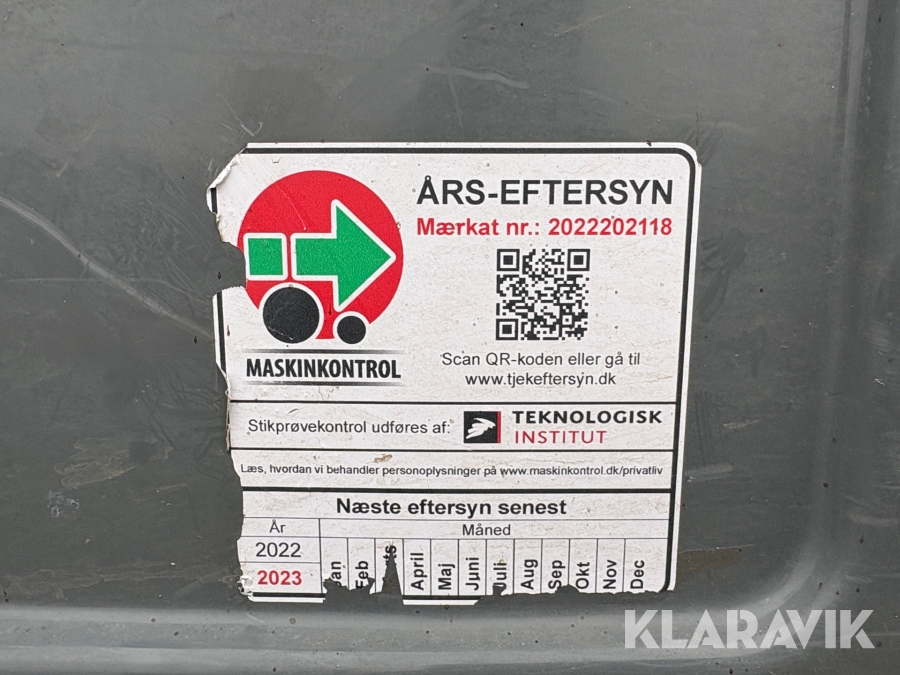 ÅRS-EFTERSYN
Mærkat nr.: 2022202118
MASKINKONTROL
Scan QR-koden eller gå til
www.tjekeftersyn.dk
Stikprøvekontrol udføres af:
TEKNOLOGISK
INSTITUT
Læs, hvordan vi behandler personoplysninger på www.maskinkontrol.dk/privatliv
Næste eftersyn senest
År
Måned
2022
2023
Jan
Feb
April
Maj
Juni
Juli
Aug
Sep
Okt
Nov
Dec
KLARAVIK